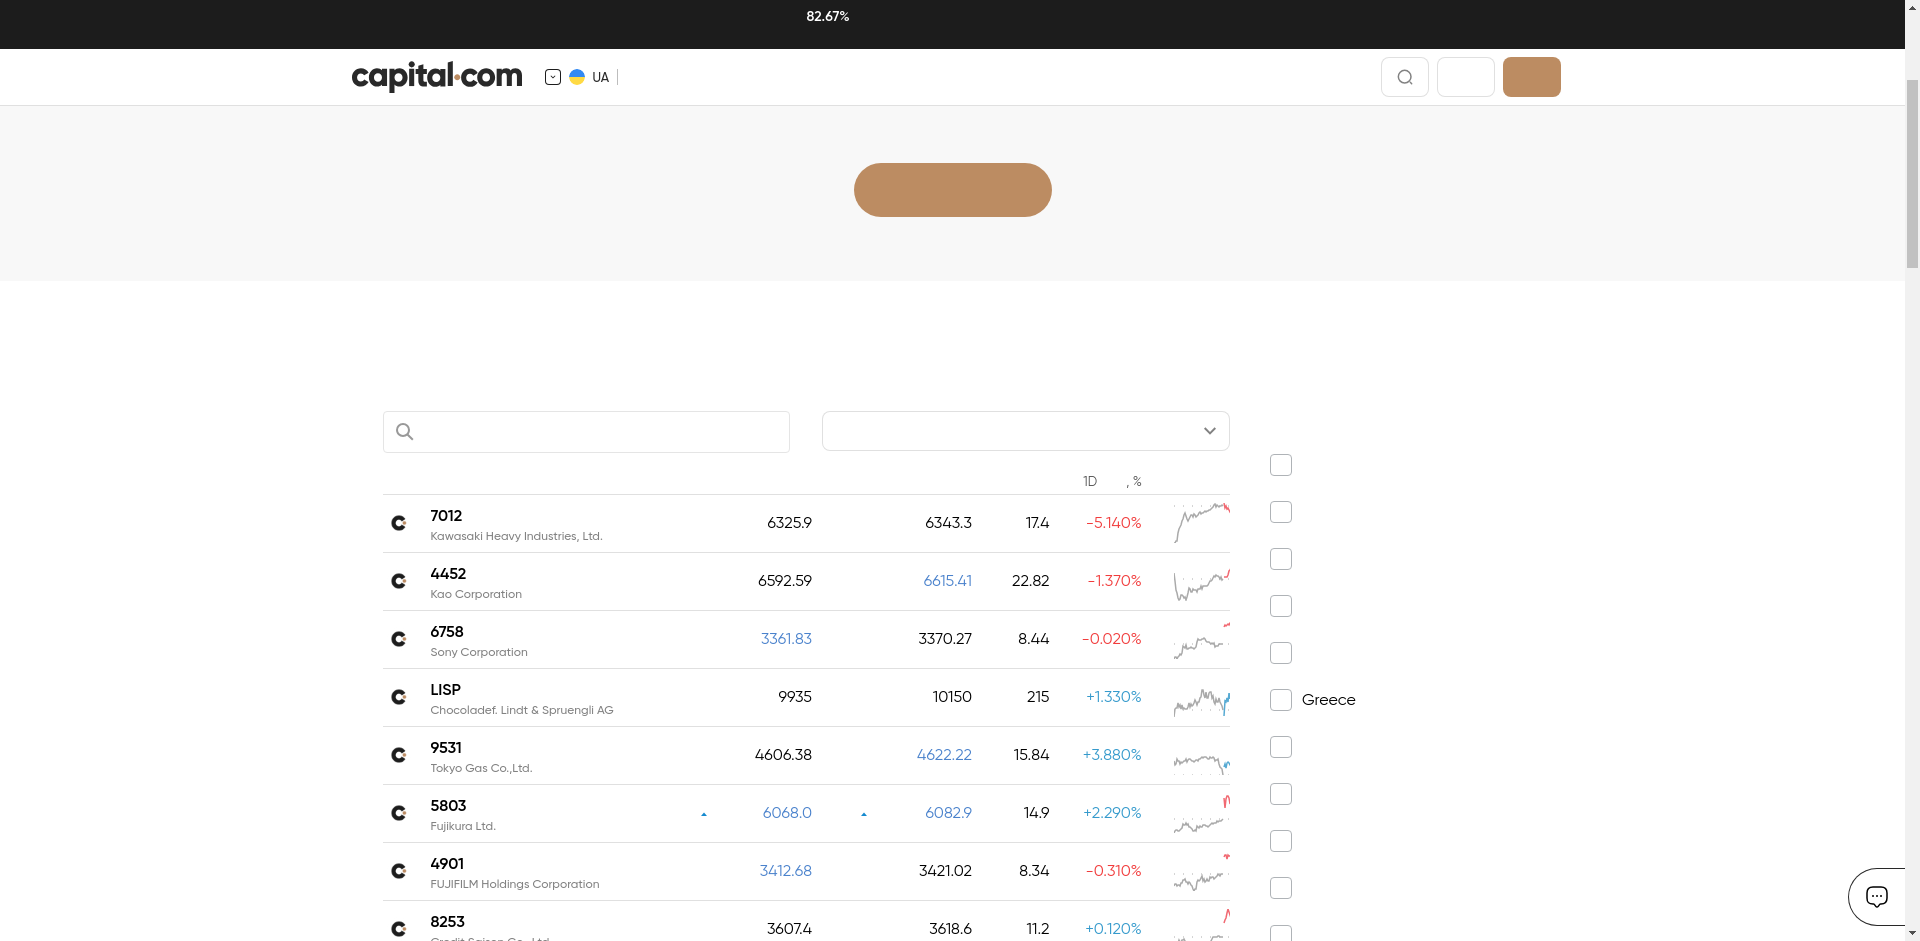 82.67%
capital.com
UA
1D , %
7012
Kawasaki Heavy Industries, Ltd.
6325.9 6343.3 17.4 -5.140%
4452
Kao Corporation
6592.59 6615.41 22.82 -1.370%
6758
Sony Corporation
3361.83 3370.27 8.44 -0.020%
LISP
Chocoladef. Lindt & Spruengli AG
9935 10150 215 +1.330%
Greece
9531
Tokyo Gas Co.,Ltd.
4606.38 4622.22 15.84 +3.880%
5803
Fujikura Ltd.
6068.0 6082.9 14.9 +2.290%
4901
FUJIFILM Holdings Corporation
3412.68 3421.02 8.34 -0.310%
8253
Credit Saison Co., Ltd.
3607.4 3618.6 11.2 +0.120%